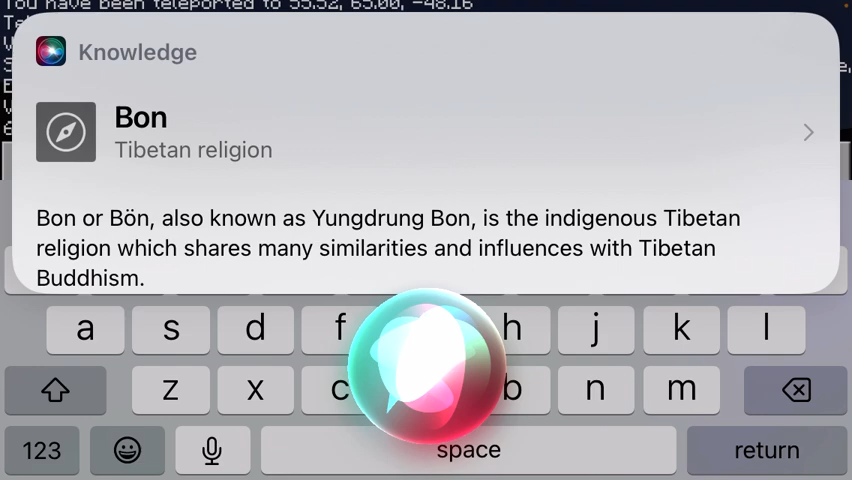 You have been teleported to 55.52, 65.00, -48.16
Knowledge
Bon
Tibetan religion
Bon or Bön, also known as Yungdrung Bon, is the indigenous Tibetan
religion which shares many similarities and influences with Tibetan
Buddhism.
a s d f h j k l
z x c b n m
123 space return